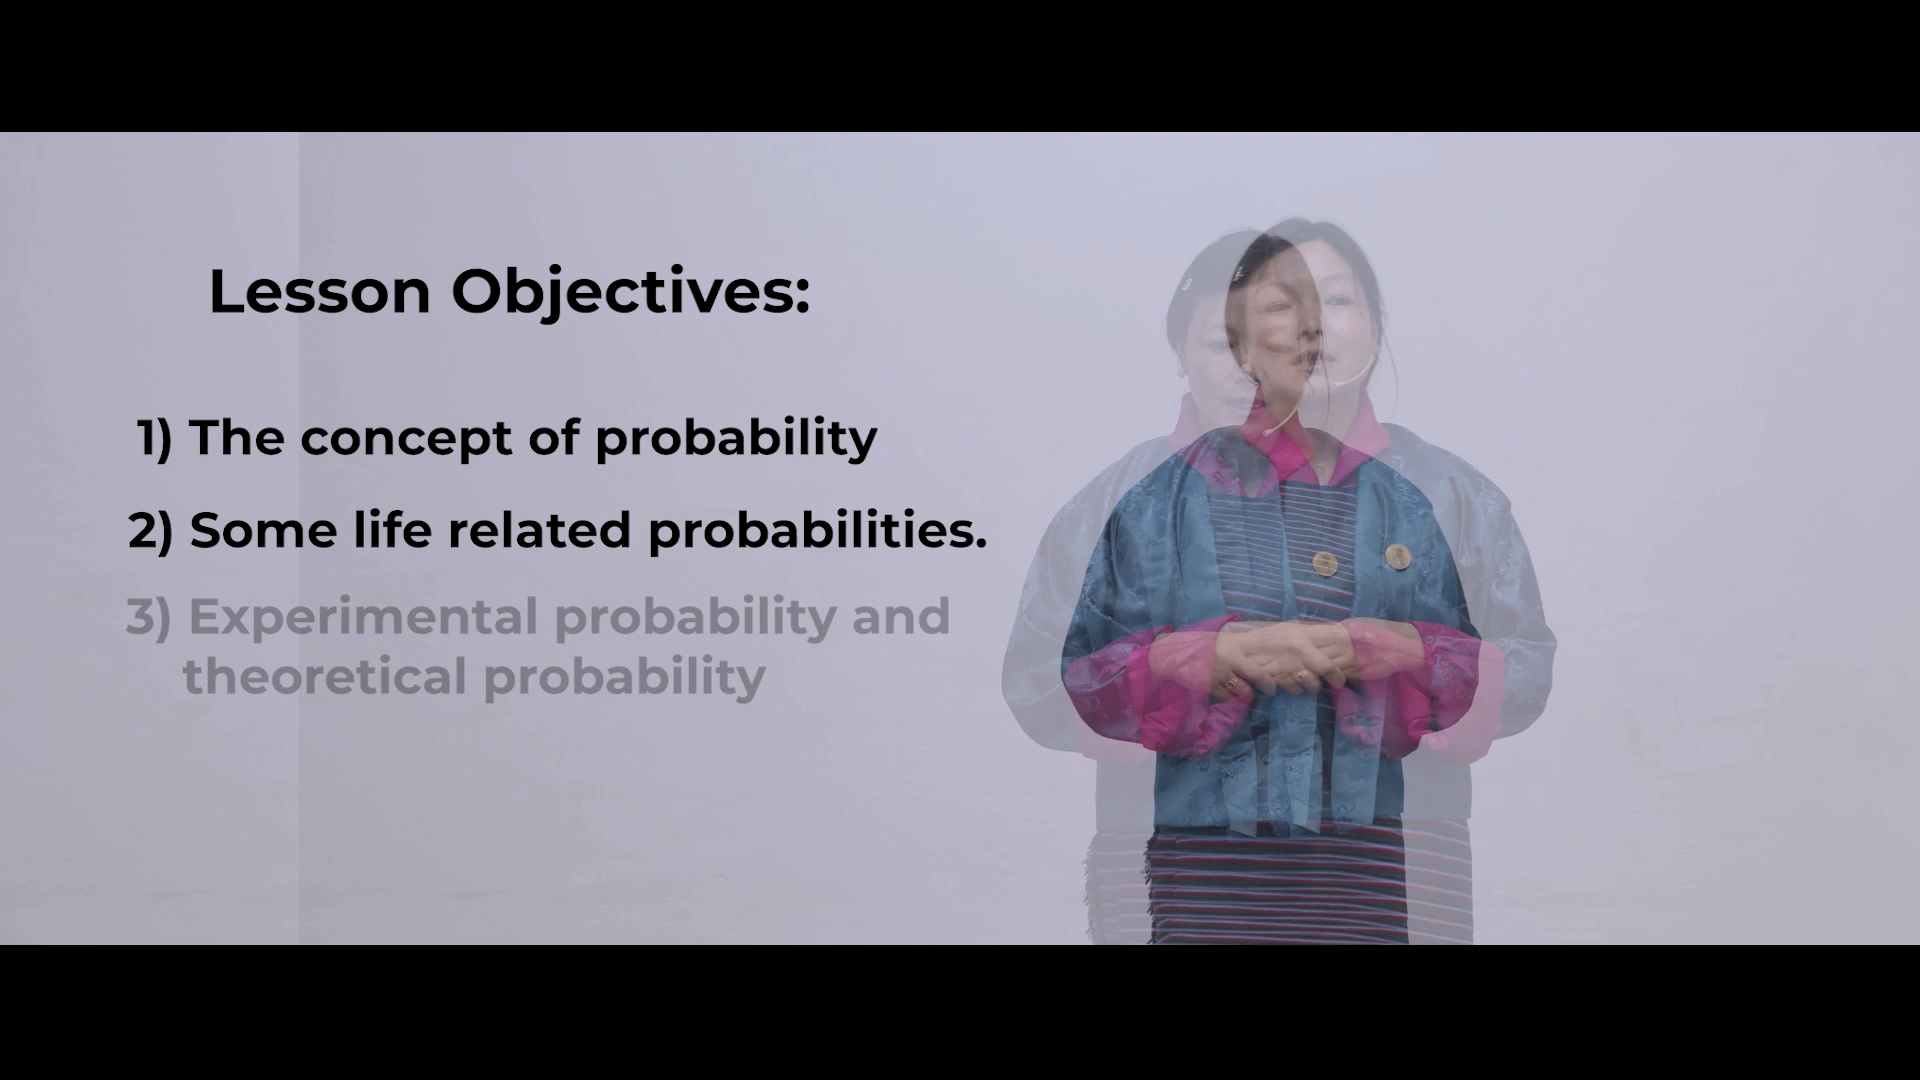 Lesson Objectives:
1) The concept of probability
2) Some life related probabilities.
3) Experimental probability and
theoretical probability